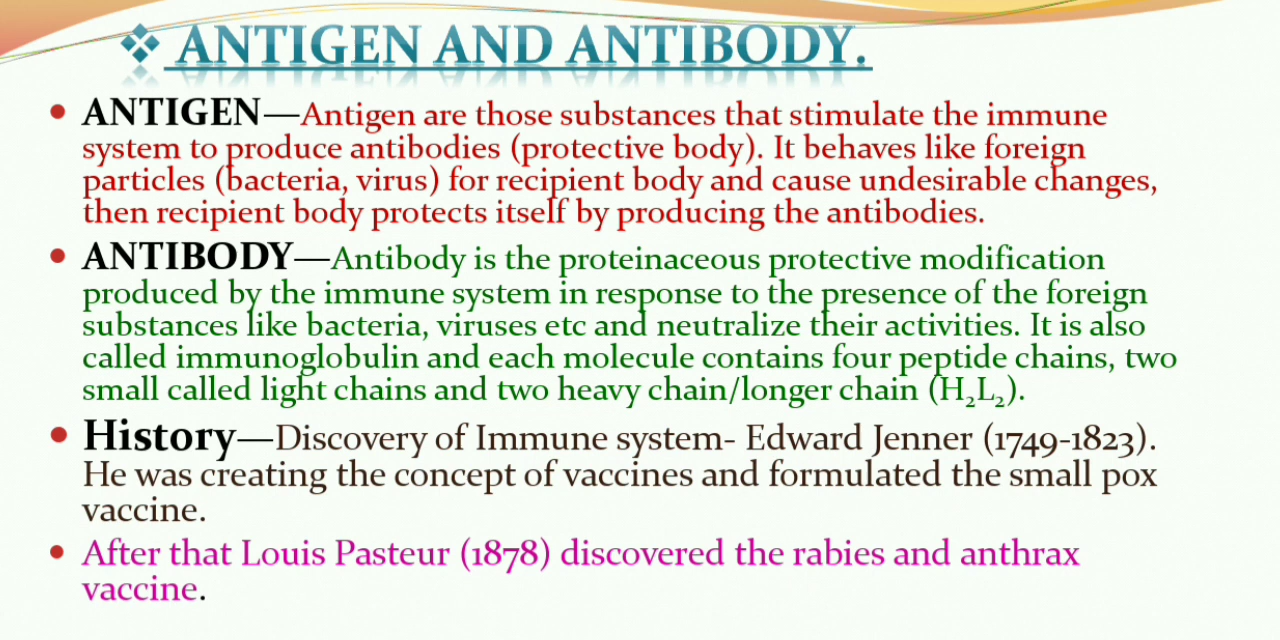 ❖ ANTIGEN AND ANTIBODY.
• ANTIGEN—Antigen are those substances that stimulate the immune
system to produce antibodies (protective body). It behaves like foreign
particles (bacteria, virus) for recipient body and cause undesirable changes,
then recipient body protects itself by producing the antibodies.
• ANTIBODY—Antibody is the proteinaceous protective modification
produced by the immune system in response to the presence of the foreign
substances like bacteria, viruses etc and neutralize their activities. It is also
called immunoglobulin and each molecule contains four peptide chains, two
small called light chains and two heavy chain/longer chain (H₂L₂).
• History—Discovery of Immune system- Edward Jenner (1749-1823).
He was creating the concept of vaccines and formulated the small pox
vaccine.
• After that Louis Pasteur (1878) discovered the rabies and anthrax
vaccine.